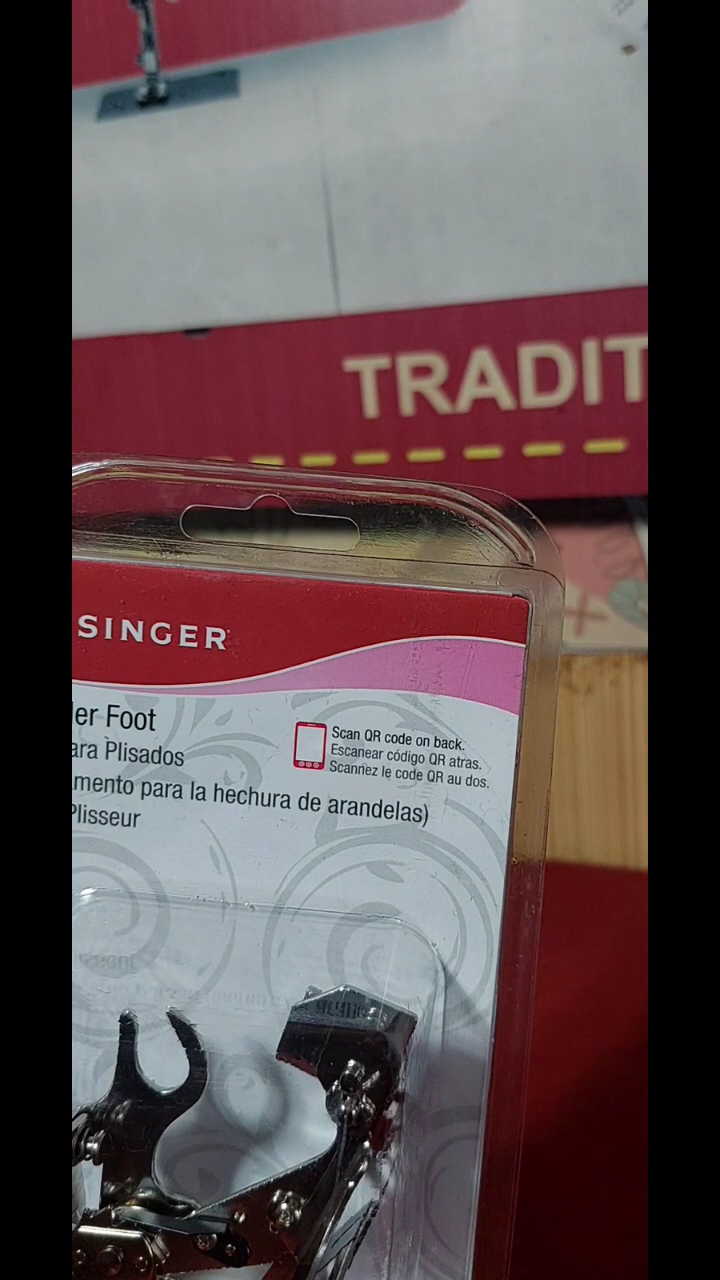 TRADIT
SINGER
er Foot
ara Plisados
mento para la hechura de arandelas)
Plisseur
Scan QR code on back.
Escanear código QR atras.
Scannez le code QR au dos.